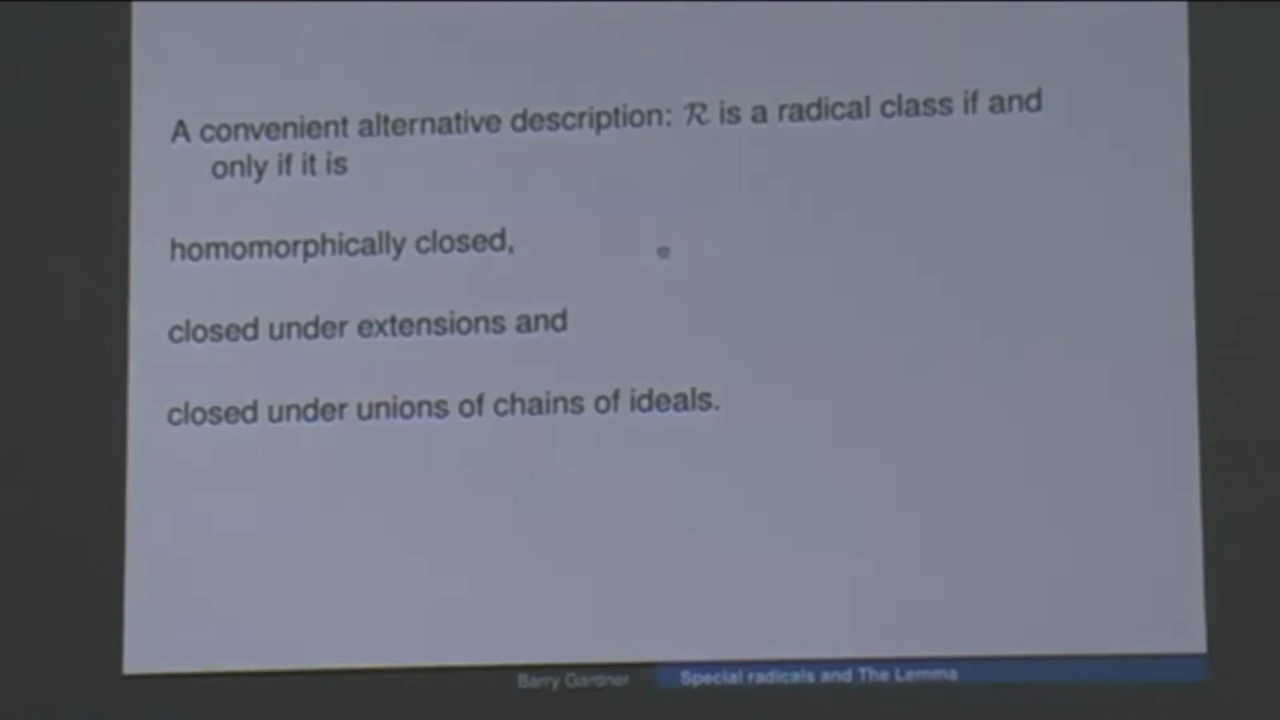 A convenient alternative description: ℛ is a radical class if and
only if it is
homomorphically closed,
closed under extensions and
closed under unions of chains of ideals.
Barry Gardner Special radicals and The Lemma